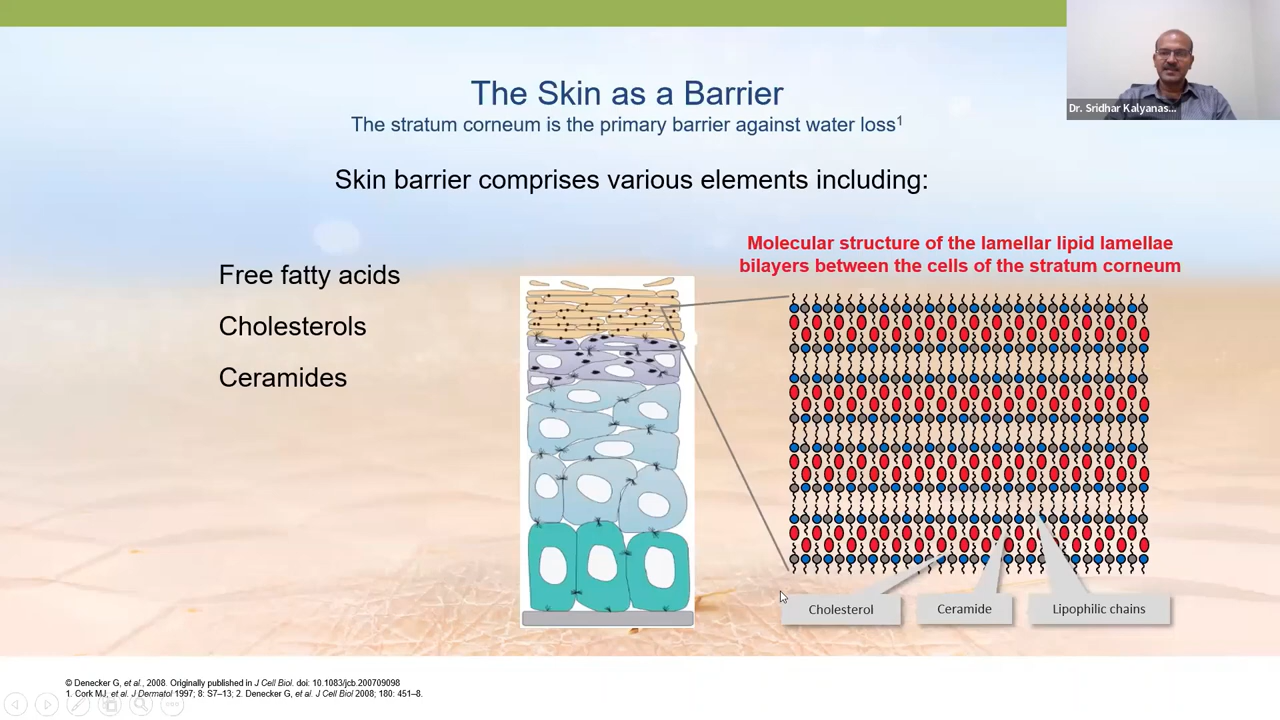 The Skin as a Barrier
The stratum corneum is the primary barrier against water loss1
Skin barrier comprises various elements including:
Free fatty acids
Cholesterols
Ceramides
Molecular structure of the lamellar lipid lamellae
bilayers between the cells of the stratum corneum
Cholesterol
Ceramide
Lipophilic chains
Dr. Sridhar Kalyanas...
© Denecker G, et al., 2008. Originally published in J Cell Biol. doi: 10.1083/jcb.200709098
1. Cork MJ, et al. J Dermatol 1997; 8: S7–13; 2. Denecker G, et al. J Cell Biol 2008; 180: 451–8.